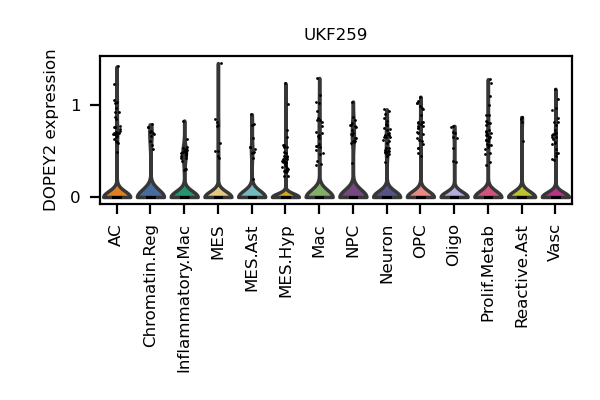 UKF259
DOPEY2 expression
1
0
AC
Chromatin.Reg
Inflammatory.Mac
MES
MES.Ast
MES.Hyp
Mac
NPC
Neuron
OPC
Oligo
Prolif.Metab
Reactive.Ast
Vasc